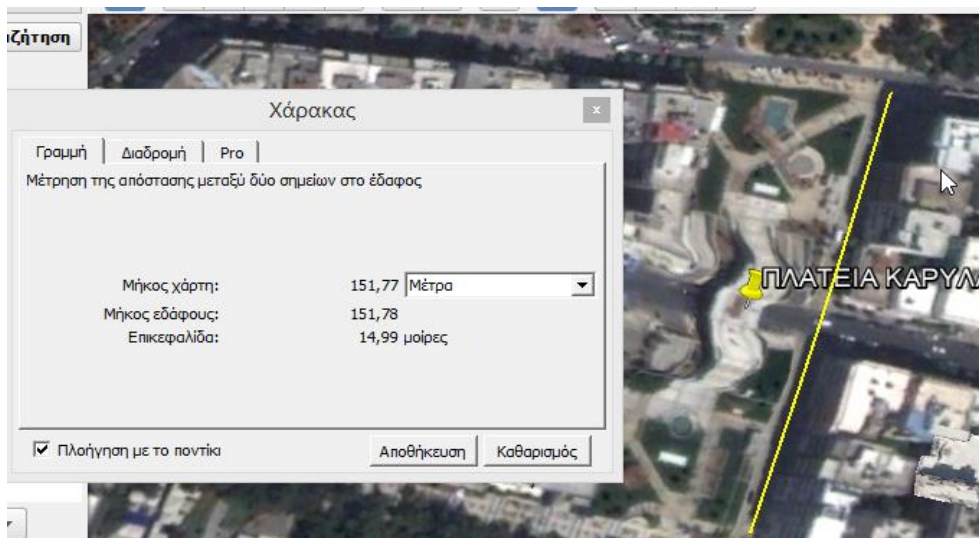 ζήτηση
Χάρακας
Γραμμή Διαδρομή Pro
Μέτρηση της απόστασης μεταξύ δύο σημείων στο έδαφος
Μήκος χάρτη: 151,77 Μέτρα
Μήκος εδάφους: 151,78
Επικεφαλίδα: 14,99 μοίρες
Πλοήγηση με το ποντίκι Αποθήκευση Καθαρισμός
ΠΛΑΤΕΙΑ ΚΑΡΥΛ